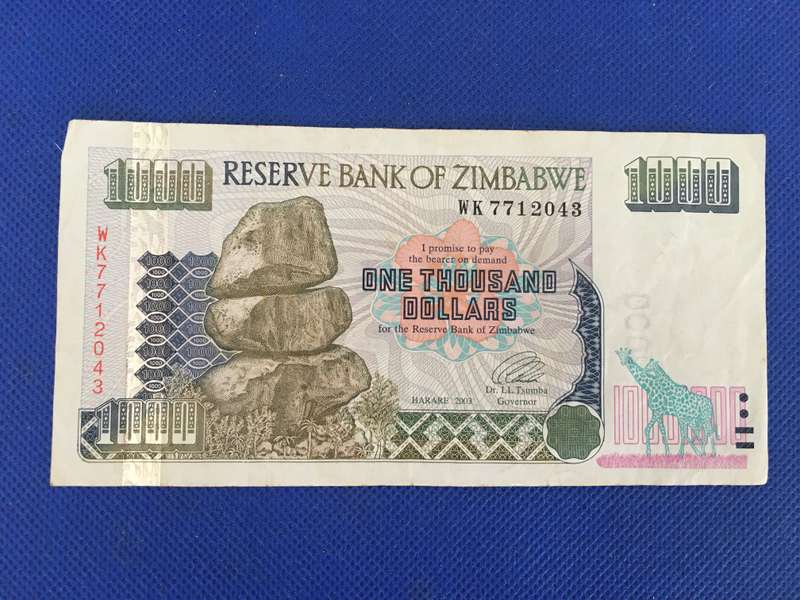 1000
RESERVE BANK OF ZIMBABWE
1000
WK 7712043
WK7712043
I promise to pay
the bearer on demand
ONE THOUSAND
DOLLARS
for the Reserve Bank of Zimbabwe
Dr. L.L. Tsumba
Governor
HARARE 2003
1000